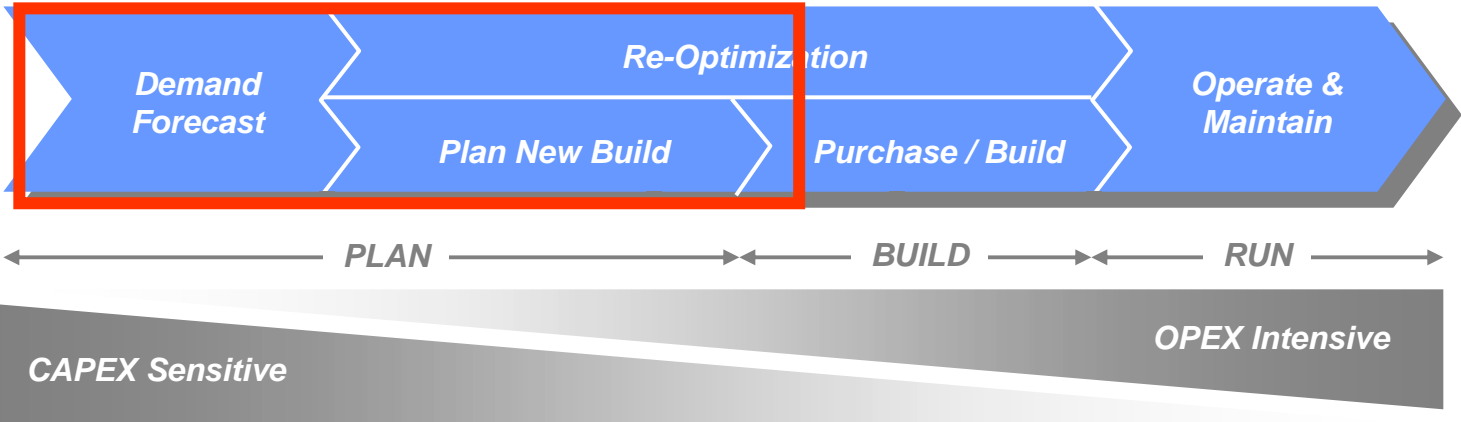 Demand
Forecast
Re-Optimization
Plan New Build
Purchase / Build
Operate &
Maintain
PLAN
BUILD
RUN
OPEX Intensive
CAPEX Sensitive